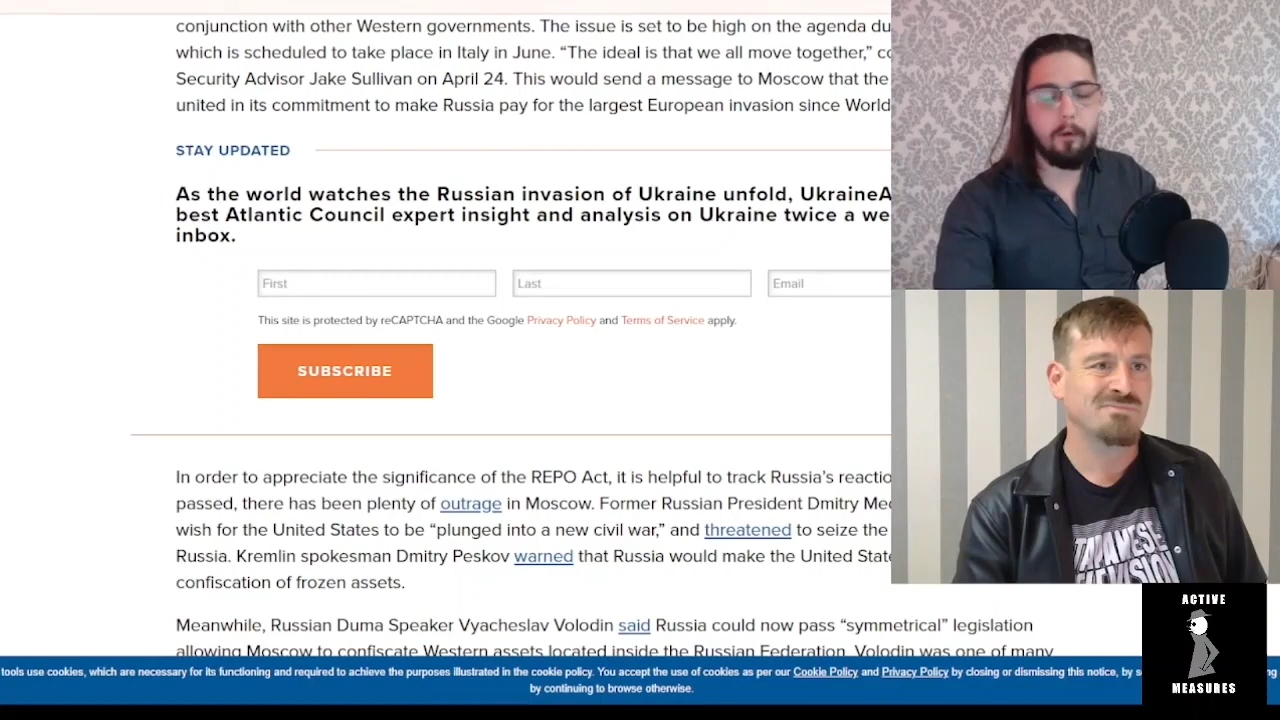 conjunction with other Western governments. The issue is set to be high on the agenda du
which is scheduled to take place in Italy in June. “The ideal is that we all move together,” co
Security Advisor Jake Sullivan on April 24. This would send a message to Moscow that the
united in its commitment to make Russia pay for the largest European invasion since World
STAY UPDATED
As the world watches the Russian invasion of Ukraine unfold, UkraineA
best Atlantic Council expert insight and analysis on Ukraine twice a we
inbox.
First Last Email
This site is protected by reCAPTCHA and the Google Privacy Policy and Terms of Service apply.
SUBSCRIBE
In order to appreciate the significance of the REPO Act, it is helpful to track Russia’s reactio
passed, there has been plenty of outrage in Moscow. Former Russian President Dmitry Med
wish for the United States to be “plunged into a new civil war,” and threatened to seize the
Russia. Kremlin spokesman Dmitry Peskov warned that Russia would make the United State
confiscation of frozen assets.
Meanwhile, Russian Duma Speaker Vyacheslav Volodin said Russia could now pass “symmetrical” legislation
allowing Moscow to confiscate Western assets located inside the Russian Federation. Volodin was one of many
tools use cookies, which are necessary for its functioning and required to achieve the purposes illustrated in the cookie policy. You accept the use of cookies as per our Cookie Policy and Privacy Policy by closing or dismissing this notice, by s
by continuing to browse otherwise.
JAPANESE
TELEVISION
ACTIVE
MEASURES